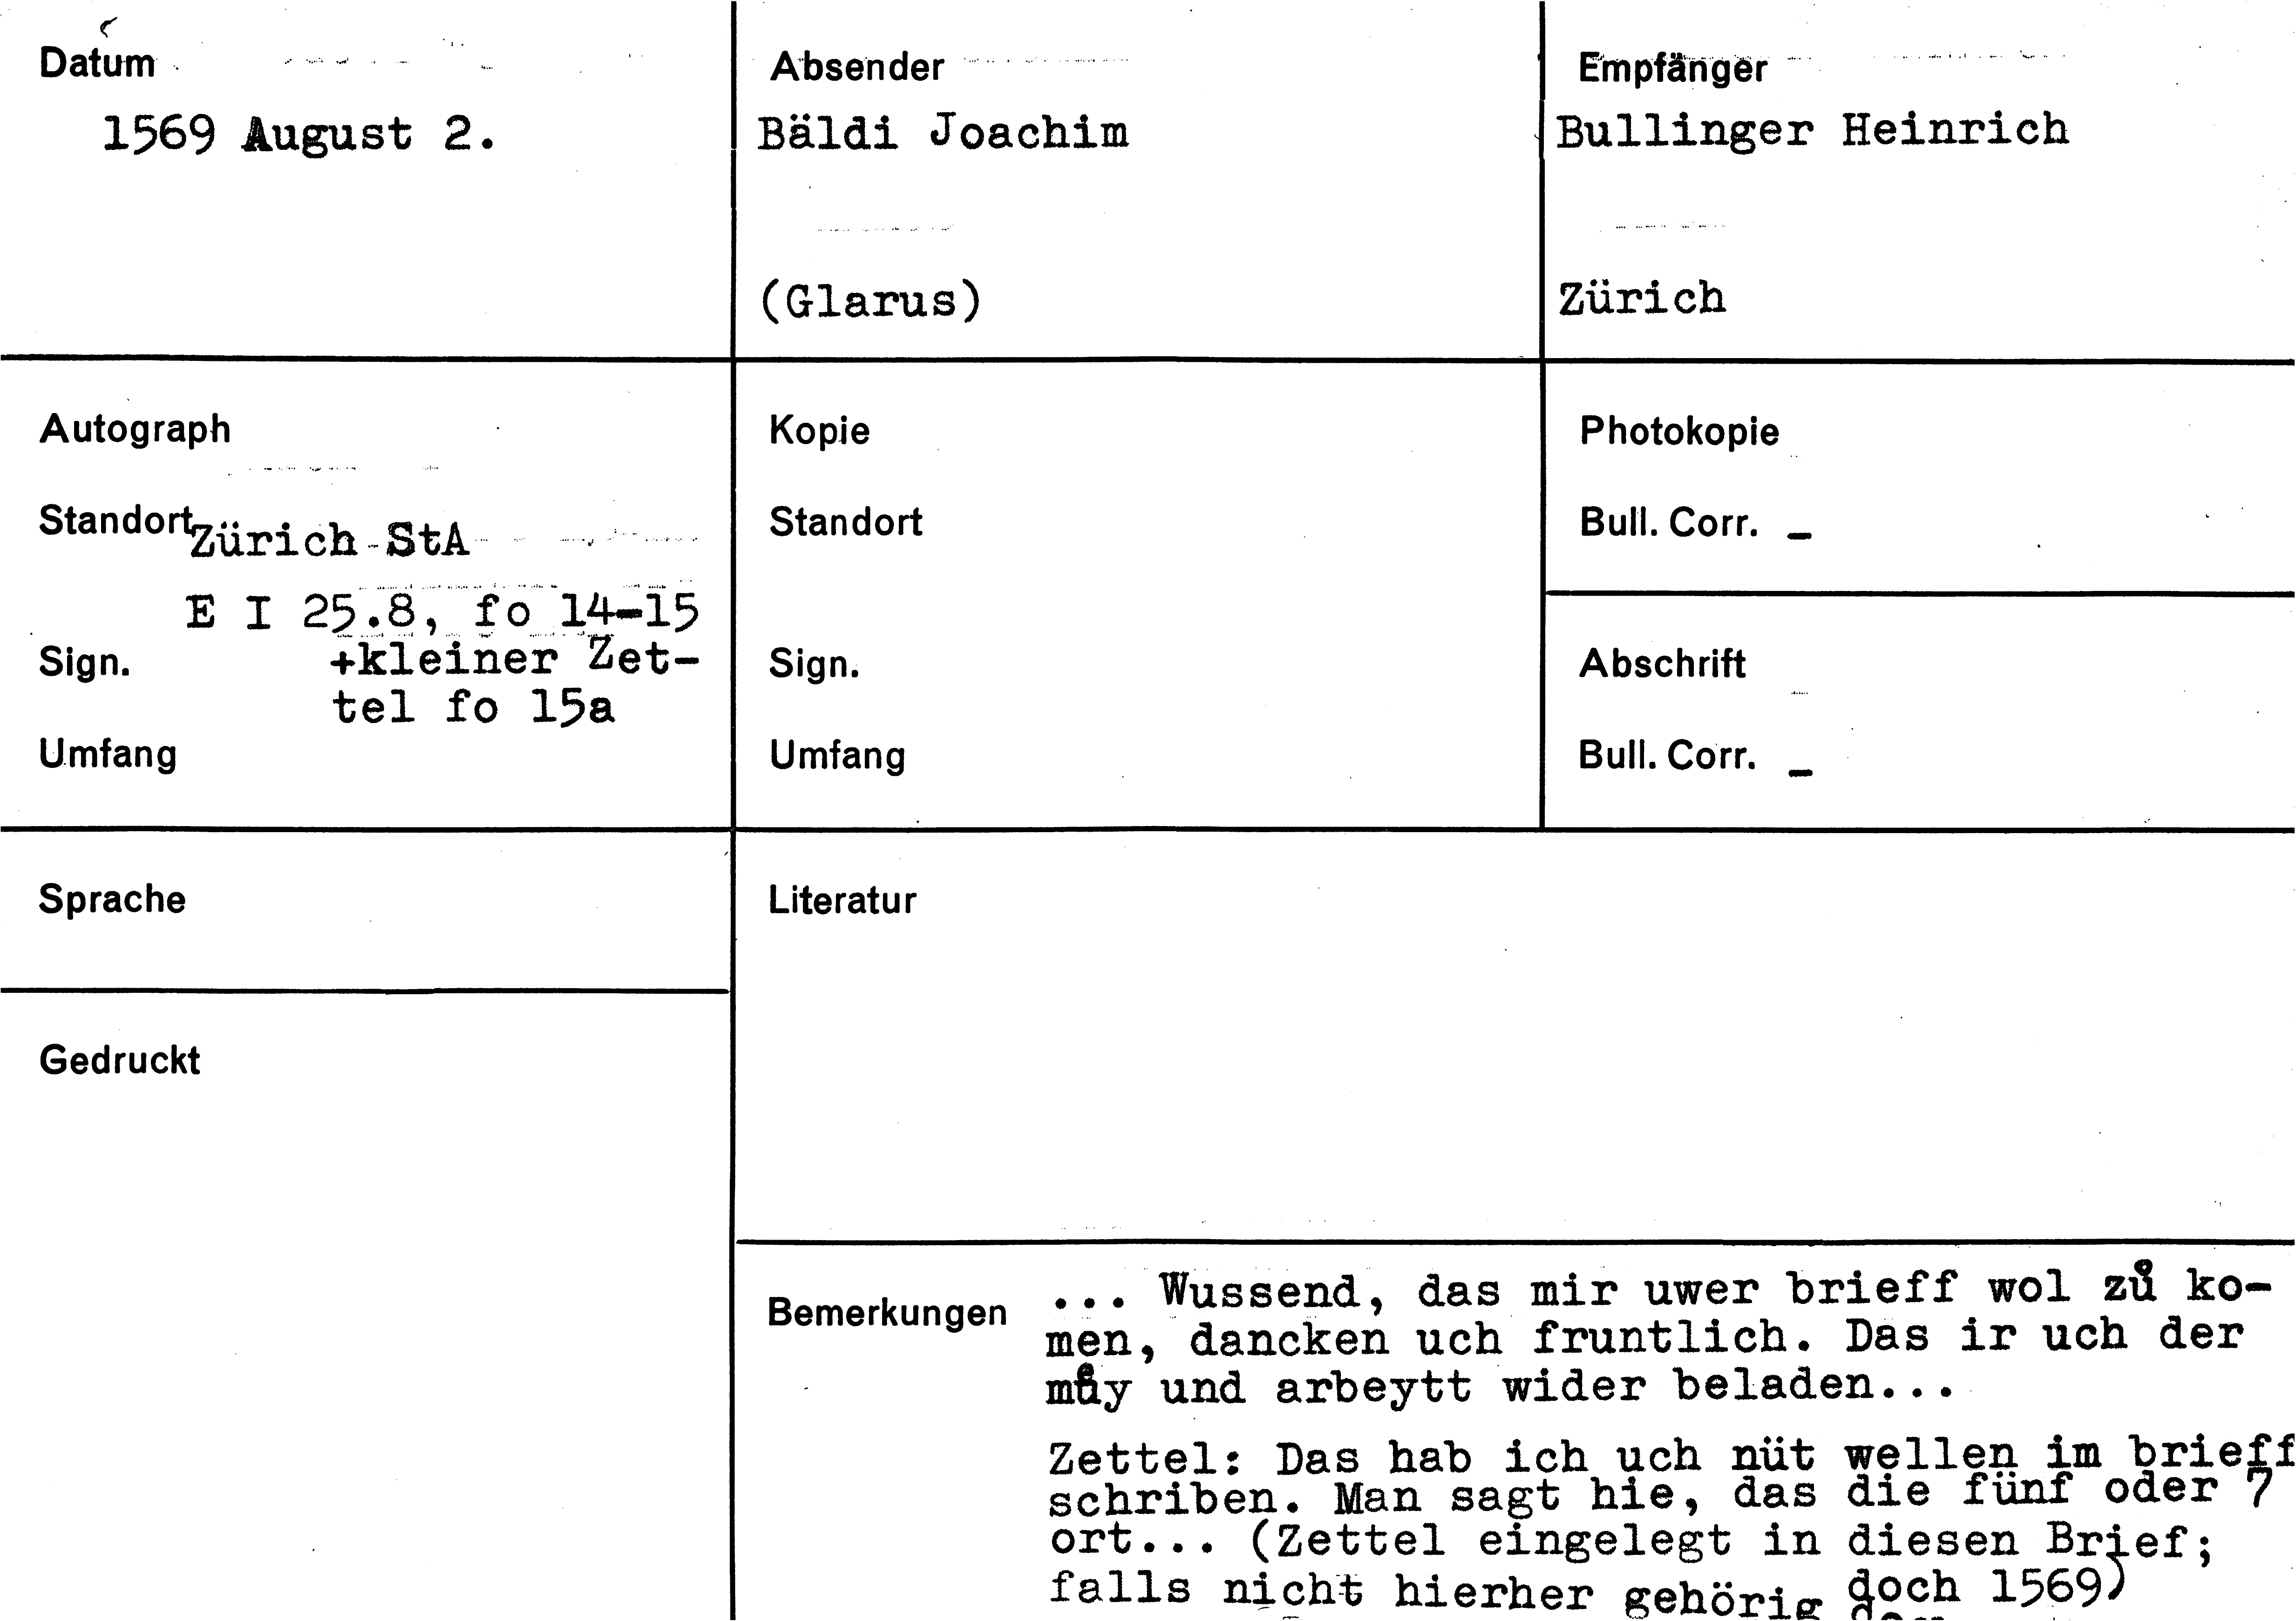 Datum
1569 August 2.
Absender
Bäldi Joachim
(Glarus)
Empfänger
Bullinger Heinrich
Zürich
Autograph
Standort Zürich StA
E I 25.8, fo 14-15
Sign. +kleiner Zet-
tel fo 15a
Umfang
Kopie
Standort
Sign.
Umfang
Photokopie
Bull. Corr. -
Abschrift
Bull. Corr. -
Sprache
Gedruckt
Literatur
Bemerkungen ... Wussend, das mir uwer brieff wol zů ko-
men, dancken uch fruntlich. Das ir uch der
und arbeytt wider beladen...
Zettel: Das hab ich uch nüt wellen im brieff
schriben. Man sagt hie, das die fünf oder 7
ort... (Zettel eingelegt in diesen Brief;
falls nicht hierher gehörig doch 1569)